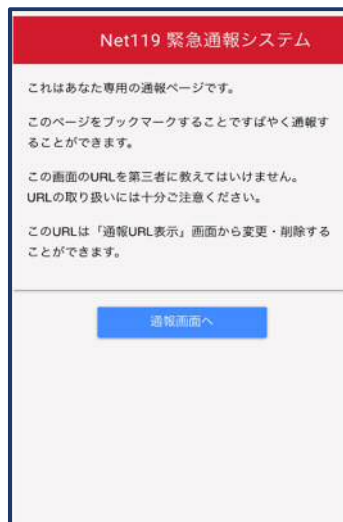 Net119 緊急通報システム
これはあなた専用の通報ページです。
このページをブックマークすることですばやく通報す
ることができます。
この画面のURLを第三者に教えてはいけません。
URLの取り扱いには十分ご注意ください。
このURLは「通報URL表示」画面から変更・削除する
ことができます。
通報画面へ